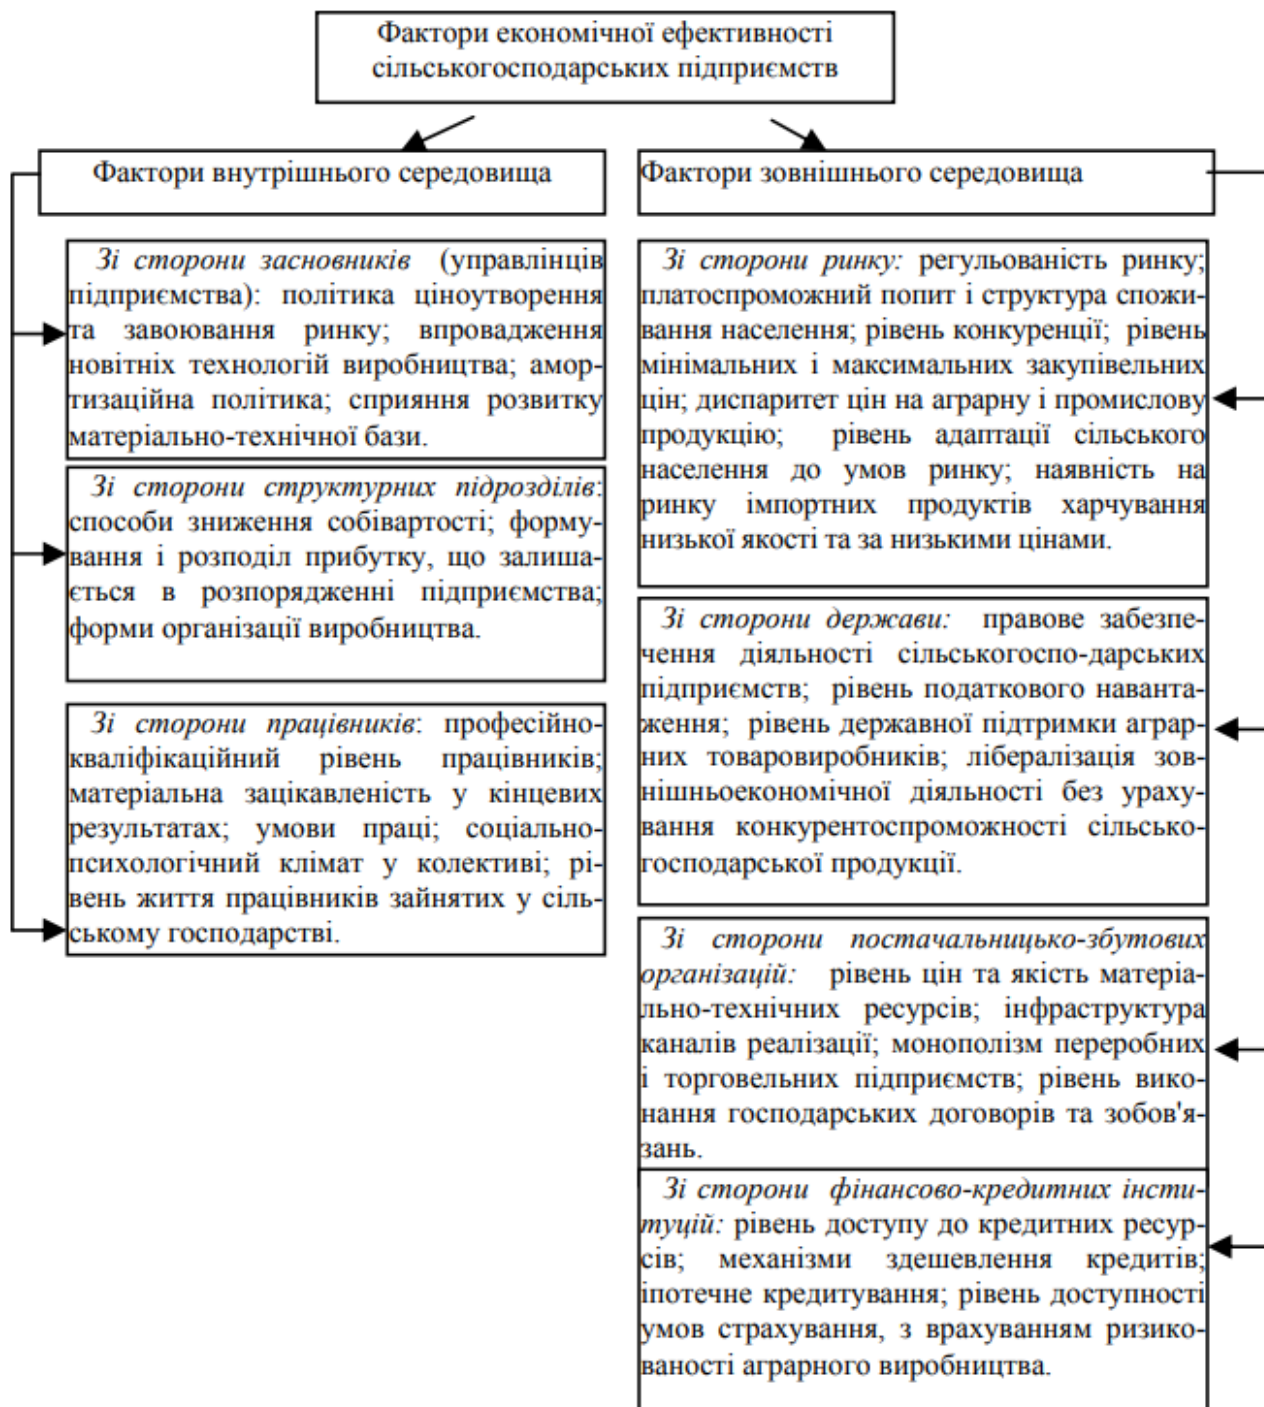 Фактори економічної ефективності
сільськогосподарських підприємств
Фактори внутрішнього середовища
Зі сторони засновників (управлінців
підприємства): політика ціноутворення
та завоювання ринку; впровадження
новітніх технологій виробництва; амор-
тизаційна політика; сприяння розвитку
матеріально-технічної бази.
Зі сторони структурних підрозділів:
способи зниження собівартості; форму-
вання і розподіл прибутку, що залиша-
ється в розпорядженні підприємства;
форми організації виробництва.
Зі сторони працівників: професійно-
кваліфікаційний рівень працівників;
матеріальна зацікавленість у кінцевих
результатах; умови праці; соціально-
психологічний клімат у колективі; рі-
вень життя працівників зайнятих у сіль-
ському господарстві.
Фактори зовнішнього середовища
Зі сторони ринку: регульованість ринку;
платоспроможний попит і структура спожи-
вання населення; рівень конкуренції; рівень
мінімальних і максимальних закупівельних
цін; диспаритет цін на аграрну і промислову
продукцію; рівень адаптації сільського
населення до умов ринку; наявність на
ринку імпортних продуктів харчування
низької якості та за низькими цінами.
Зі сторони держави: правове забезпе-
чення діяльності сільськогоспо-дарських
підприємств; рівень податкового наванта-
ження; рівень державної підтримки аграр-
них товаровиробників; лібералізація зов-
нішньоекономічної діяльності без ураху-
вання конкурентоспроможності сільсько-
господарської продукції.
Зі сторони постачальницько-збутових
організацій: рівень цін та якість матеріа-
льно-технічних ресурсів; інфраструктура
каналів реалізації; монополізм переробних
і торговельних підприємств; рівень вико-
нання господарських договорів та зобов'я-
зань.
Зі сторони фінансово-кредитних інсти-
туцій: рівень доступу до кредитних ресур-
сів; механізми здешевлення кредитів;
іпотечне кредитування; рівень доступності
умов страхування, з врахуванням ризико-
ваності аграрного виробництва.